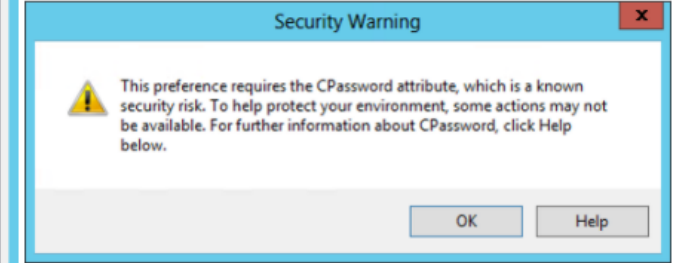 Security Warning
x
This preference requires the CPassword attribute, which is a known
security risk. To help protect your environment, some actions may not
be available. For further information about CPassword, click Help
below.
OK
Help